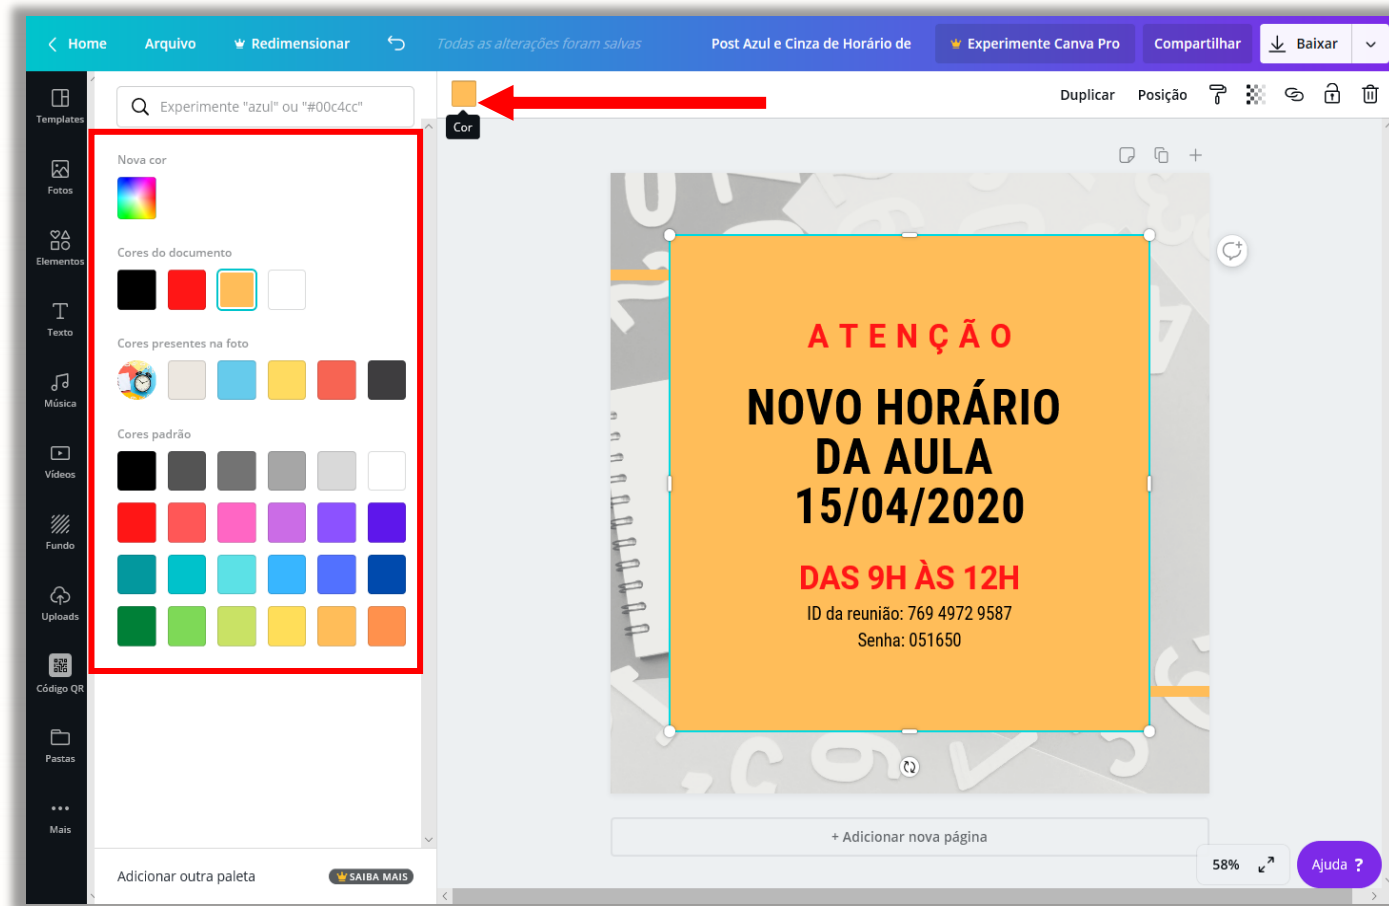 Home
Arquivo
Redimensionar
Todas as alterações foram salvas
Post Azul e Cinza de Horário de
Experimente Canva Pro
Compartilhar
Baixar
Templates
Fotos
Elementos
Texto
Música
Vídeos
Fundo
Uploads
Código QR
Pastas
Mais
Experimente "azul" ou "#00c4cc"
Nova cor
Cores do documento
Cores presentes na foto
Cores padrão
Adicionar outra paleta
SAIBA MAIS
Cor
Duplicar
Posição
ATENÇÃO
NOVO HORÁRIO
DA AULA
15/04/2020
DAS 9H ÀS 12H
ID da reunião: 769 4972 9587
Senha: 051650
+ Adicionar nova página
58%
Ajuda ?